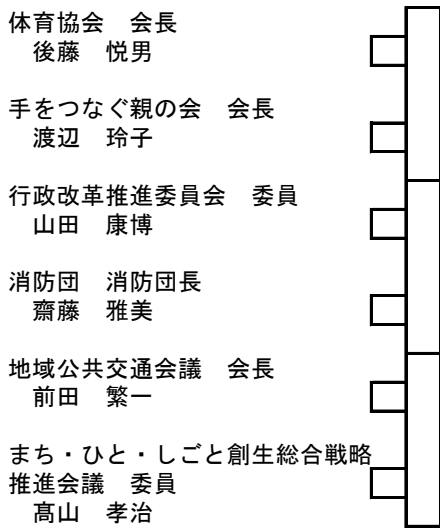 体育協会　会長
後藤　悦男
手をつなぐ親の会　会長
渡辺　玲子
行政改革推進委員会　委員
山田　康博
消防団　消防団長
齋藤　雅美
地域公共交通会議　会長
前田　繁一
まち・ひと・しごと創生総合戦略
推進会議　委員
髙山　孝治